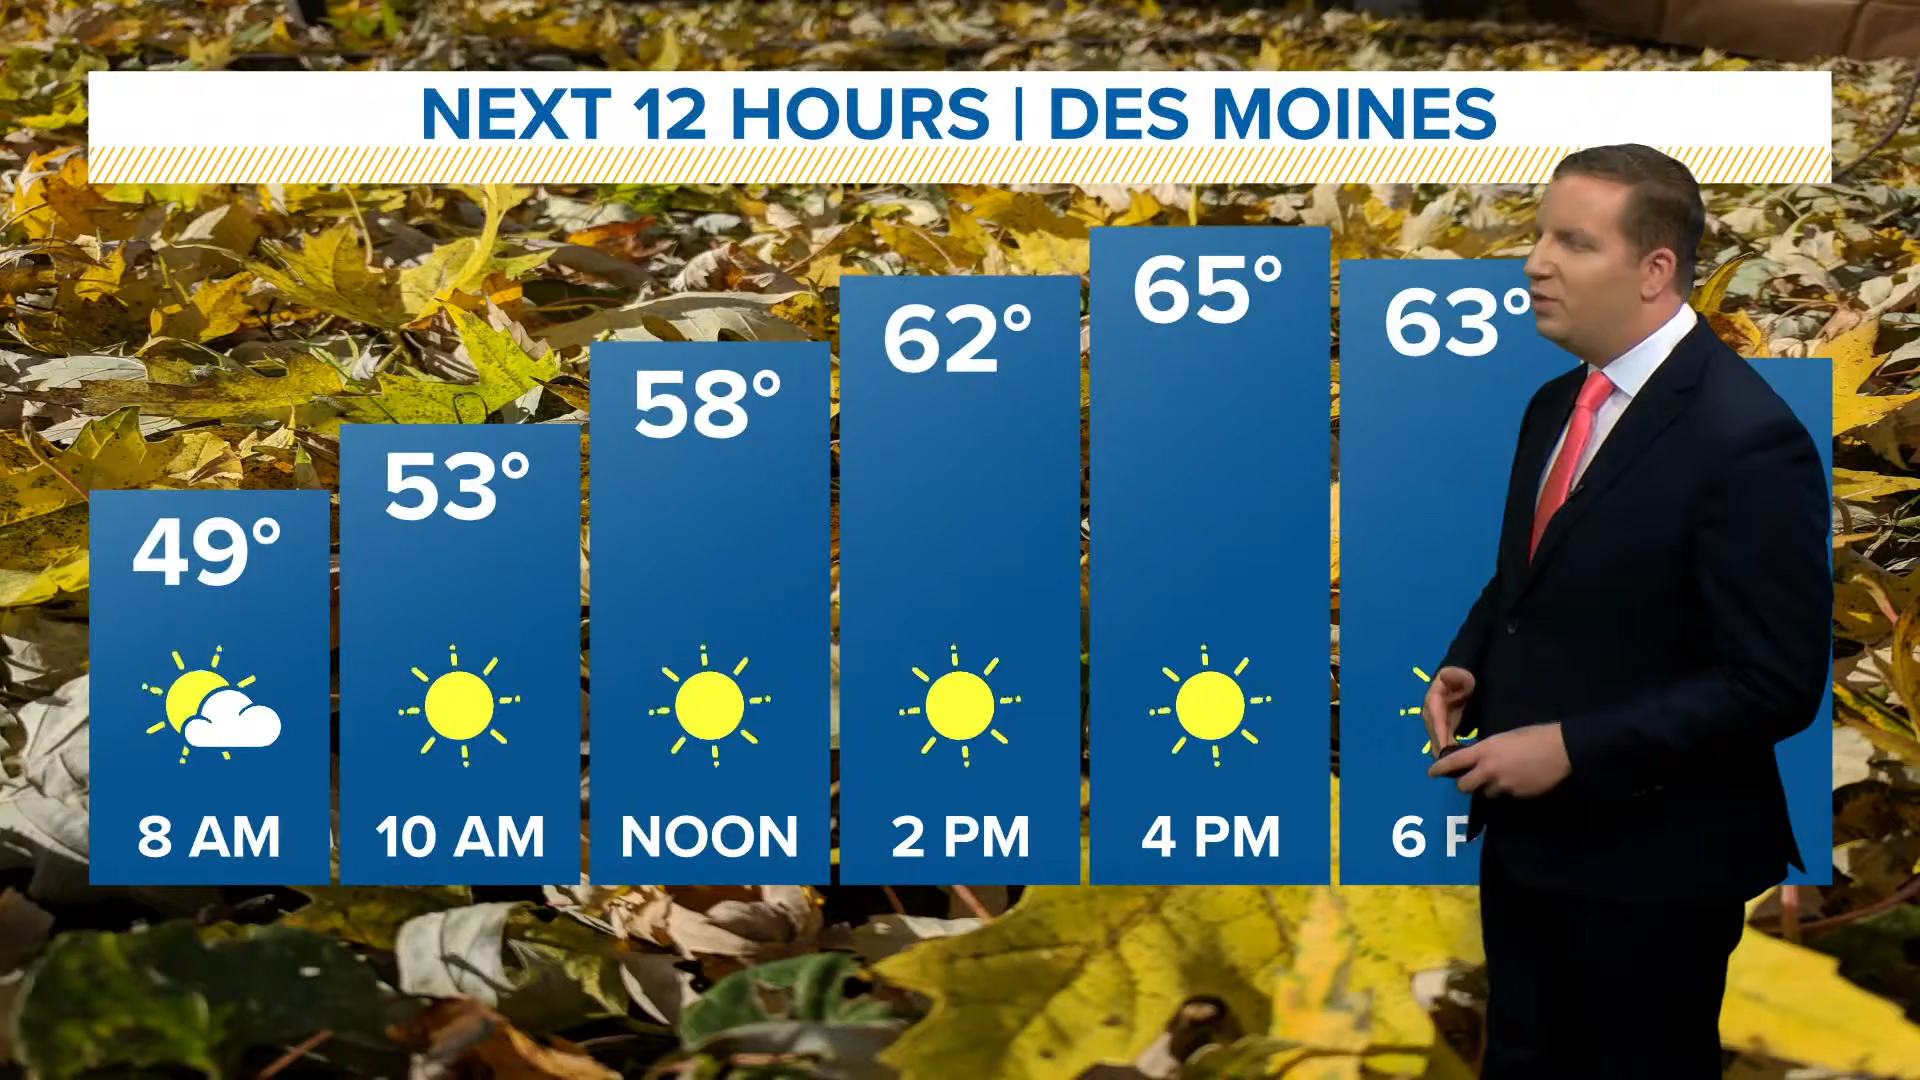 NEXT 12 HOURS | DES MOINES
49° 53° 58° 62° 65° 63°
8 AM 10 AM NOON 2 PM 4 PM 6